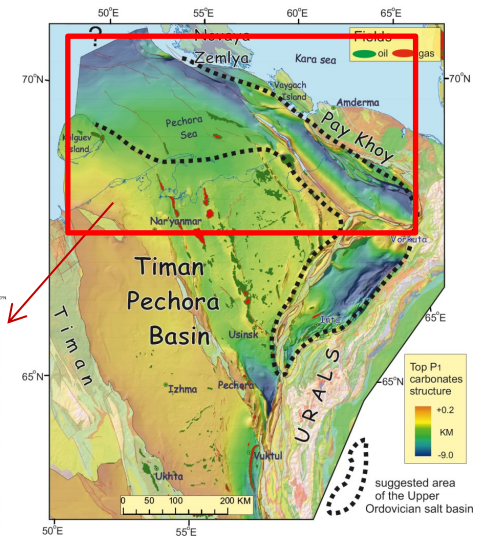 50°E 55°E 60°E 65°E
?
Novaya
Zemlya
Kara sea
Fields
oil gas
70°N
70°N
Vaygach
Island
Amderma
Pechora
Sea
Pay Khoy
Island
Nar'yanmar
Vorkuta
Timan
Pechora
Basin
Inta
65°E
Usinsk
Timan
URALS
65°N
65°N
Izhma
Pechora
Top P1
carbonates
structure
+0.2
KM
-9.0
Vuktul
Ukhta
suggested area
of the Upper
Ordovician salt basin
0 50 100 200 KM
50°E 55°E